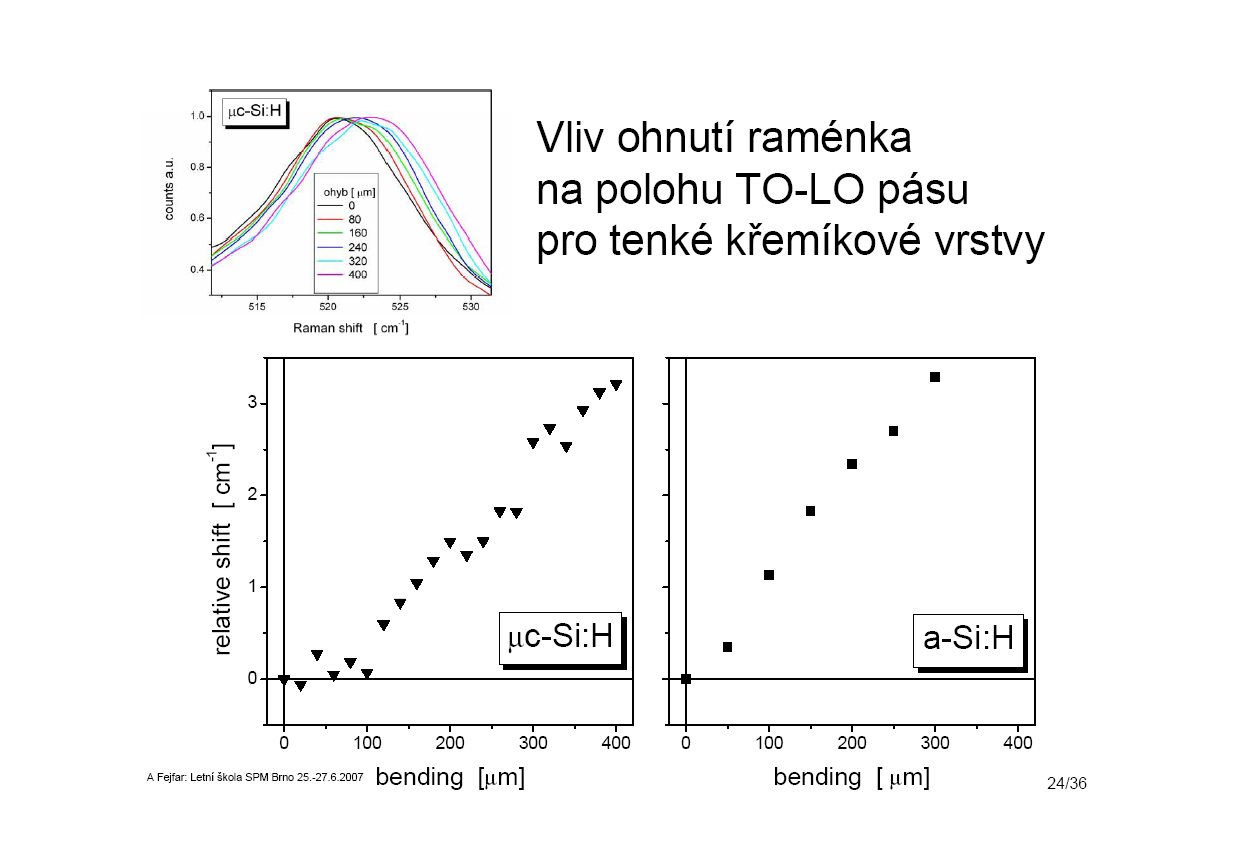 μc-Si:H
Vliv ohnutí raménka
na polohu TO-LO pásu
pro tenké křemíkové vrstvy
counts a.u.
1.0
0.8
0.6
0.4
ohyb [ μm]
0
80
160
240
320
400
515 520 525 530
Raman shift [ cm⁻¹]
relative shift [ cm⁻¹]
3
2
1
0
μc-Si:H
0 100 200 300 400
bending [μm]
a-Si:H
0 100 200 300 400
bending [ μm]
A Fejfar: Letní škola SPM Brno 25.-27.6.2007
24/36